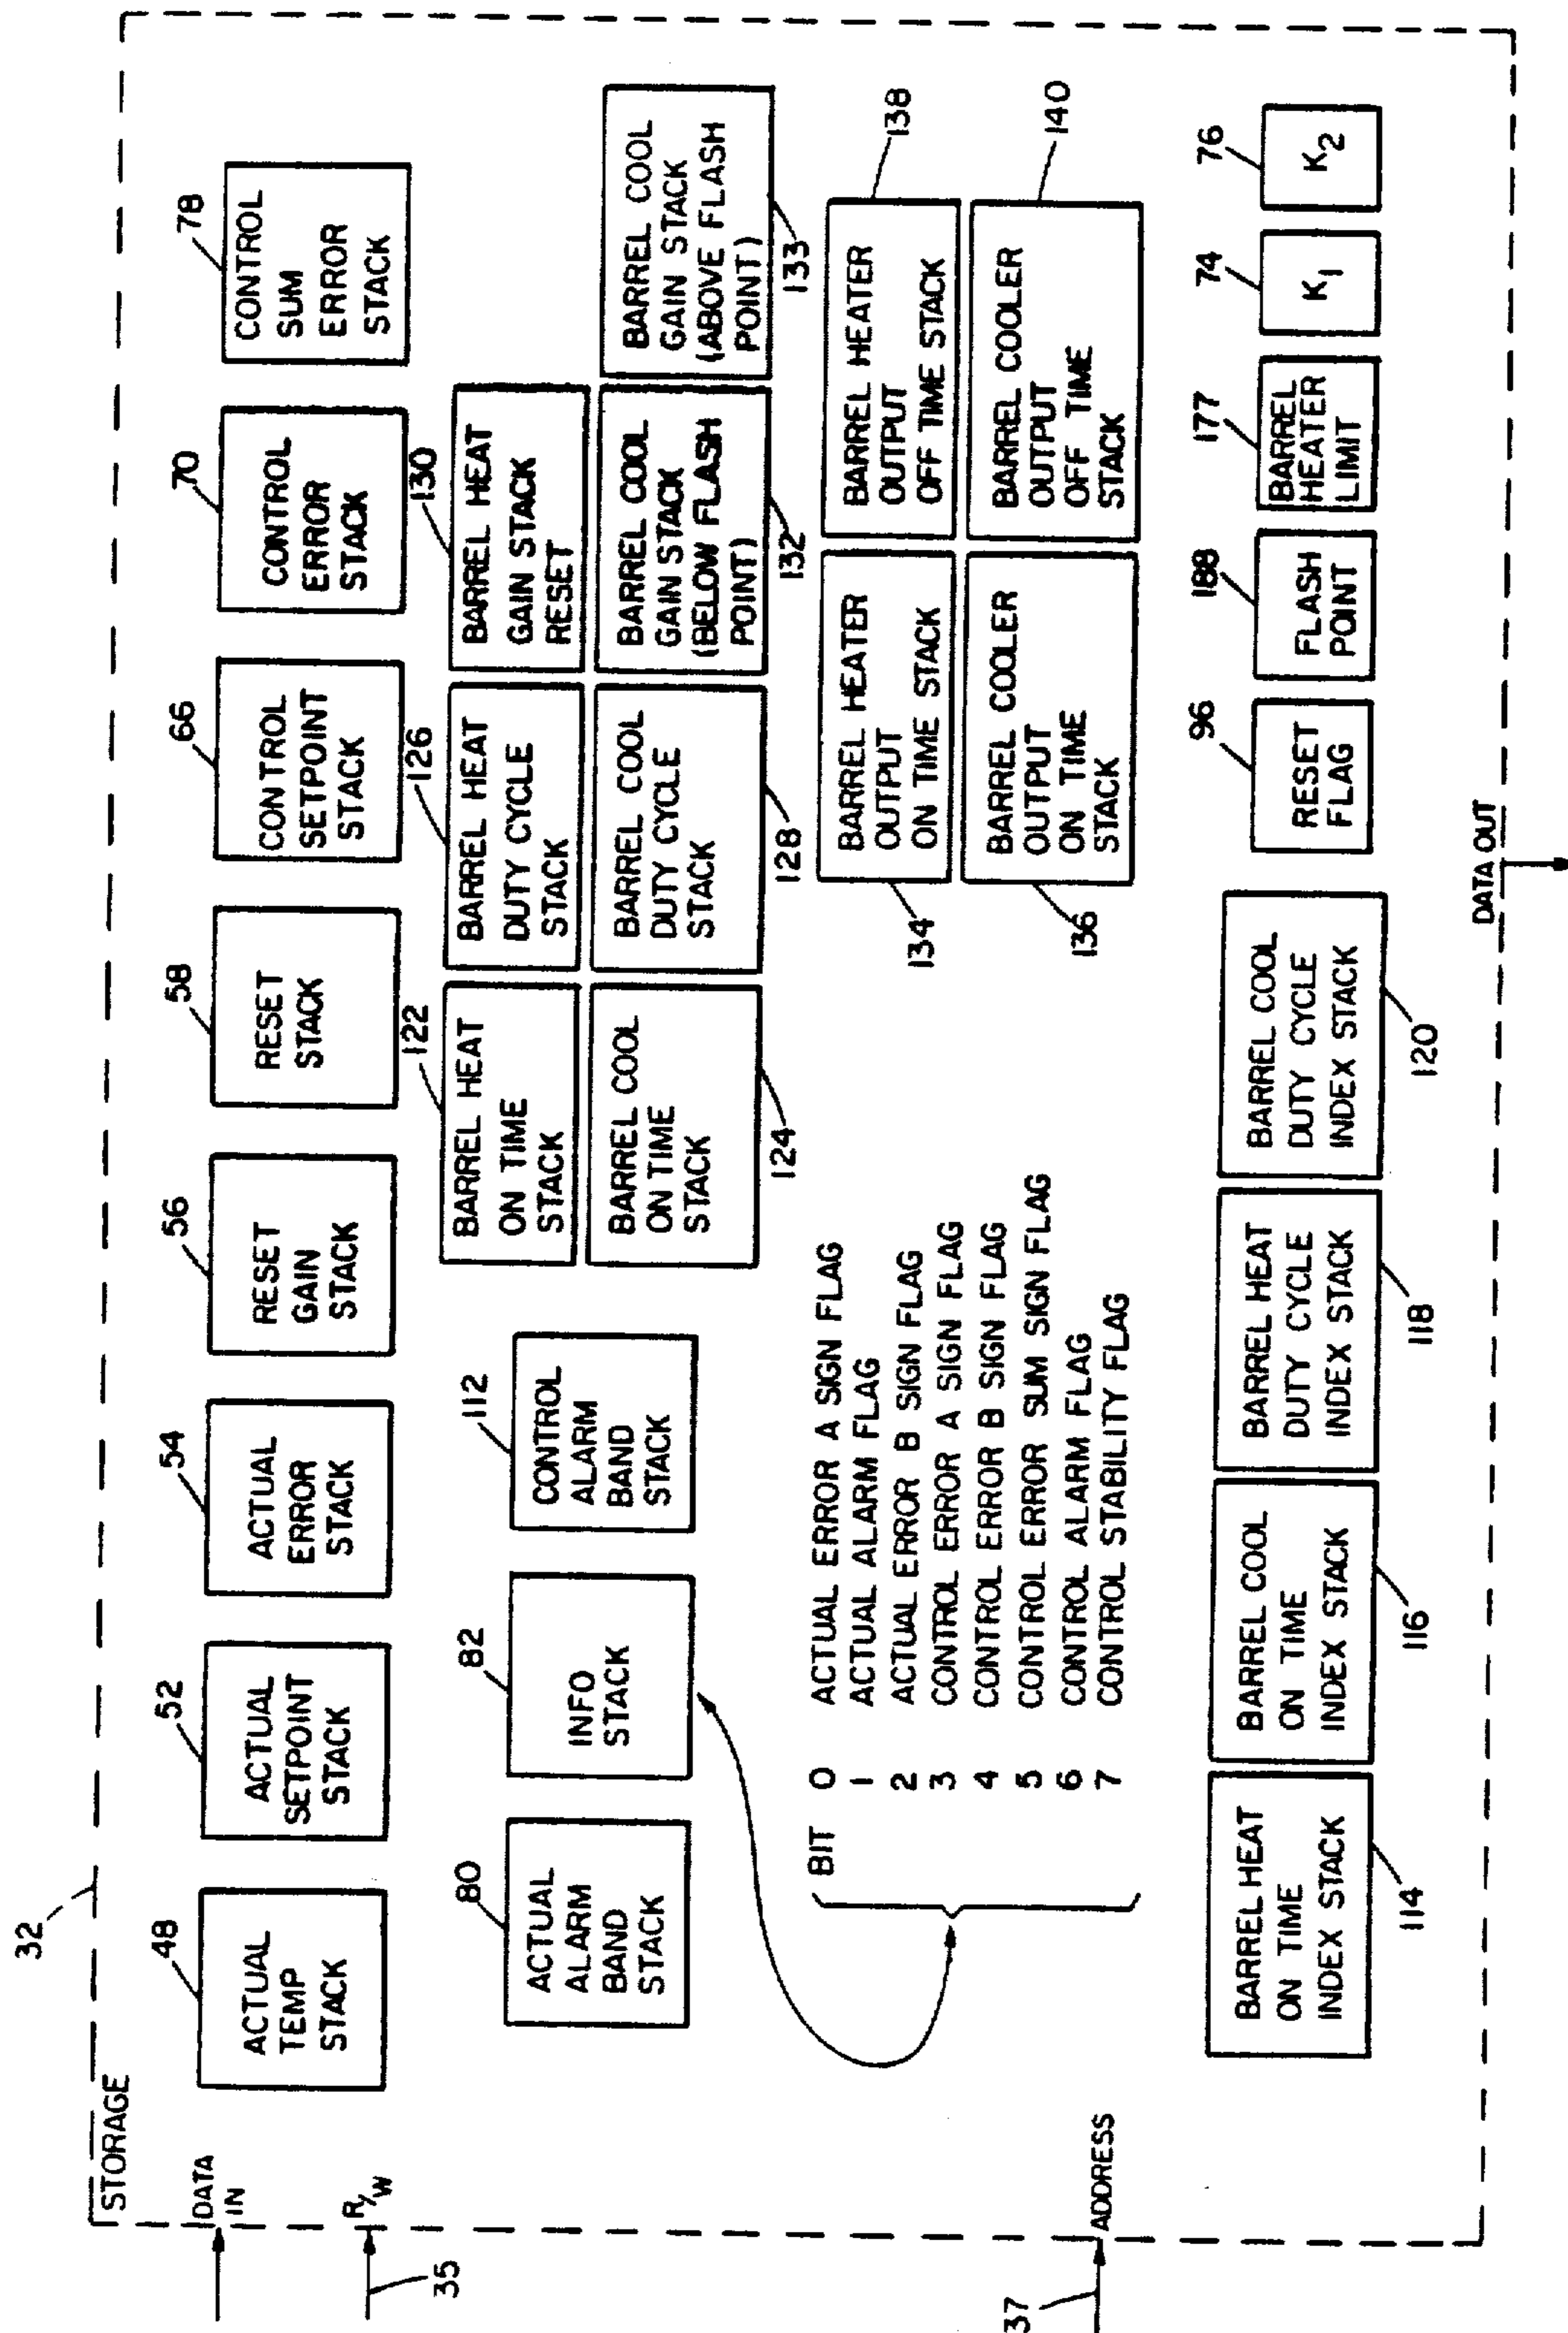 32
STORAGE
DATA
IN
R/W
35
37
ADDRESS
48
ACTUAL
TEMP
STACK
52
ACTUAL
SETPOINT
STACK
54
ACTUAL
ERROR
STACK
56
RESET
GAIN
STACK
58
RESET
STACK
66
CONTROL
SETPOINT
STACK
70
CONTROL
ERROR
STACK
78
CONTROL
SUM
ERROR
STACK
80
ACTUAL
ALARM
BAND
STACK
82
INFO
STACK
112
CONTROL
ALARM
BAND
STACK
122
BARREL HEAT
ON TIME
STACK
126
BARREL HEAT
DUTY CYCLE
STACK
130
BARREL HEAT
GAIN STACK
RESET
BARREL COOL
ON TIME
STACK
124
BARREL COOL
DUTY CYCLE
STACK
128
BARREL COOL
GAIN STACK
(BELOW FLASH
POINT)
132
BARREL COOL
GAIN STACK
(ABOVE FLASH
POINT)
133
BIT 0 ACTUAL ERROR A SIGN FLAG
1 ACTUAL ALARM FLAG
2 ACTUAL ERROR B SIGN FLAG
3 CONTROL ERROR A SIGN FLAG
4 CONTROL ERROR B SIGN FLAG
5 CONTROL ERROR SUM SIGN FLAG
6 CONTROL ALARM FLAG
7 CONTROL STABILITY FLAG
BARREL HEATER
OUTPUT
ON TIME STACK
134
BARREL HEATER
OUTPUT
OFF TIME STACK
138
BARREL COOLER
OUTPUT
ON TIME
STACK
136
BARREL COOLER
OUTPUT
OFF TIME
STACK
140
BARREL HEAT
ON TIME
INDEX STACK
114
BARREL COOL
ON TIME
INDEX STACK
116
BARREL HEAT
DUTY CYCLE
INDEX STACK
118
BARREL COOL
DUTY CYCLE
INDEX STACK
120
96
RESET
FLAG
188
FLASH
POINT
177
BARREL
HEATER
LIMIT
74
K1
76
K2
DATA OUT